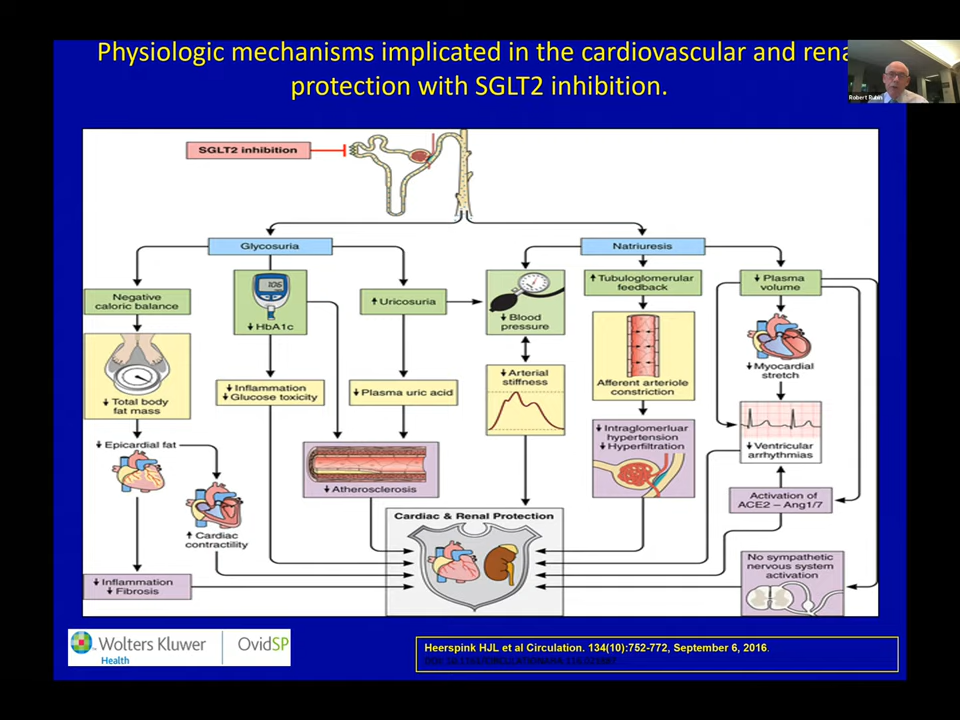 Physiologic mechanisms implicated in the cardiovascular and rena
protection with SGLT2 inhibition.
Robert Rubin
SGLT2 inhibition
Glycosuria
Natriuresis
Negative
caloric balance
106
↓ HbA1c
↑ Uricosuria
↓ Blood
pressure
↑ Tubuloglomerular
feedback
↓ Plasma
volume
↓ Total body
fat mass
↓ Inflammation
↓ Glucose toxicity
↓ Plasma uric acid
↓ Arterial
stiffness
Afferent arteriole
constriction
↓ Myocardial
stretch
↓ Epicardial fat
↑ Cardiac
contractility
↓ Atherosclerosis
↓ Intraglomerluar
hypertension
↓ Hyperfiltration
↓ Ventricular
arrhythmias
Activation of
ACE2 – Ang1/7
Cardiac & Renal Protection
↓ Inflammation
↓ Fibrosis
No sympathetic
nervous system
activation
Wolters Kluwer
Health
OvidSP
Heerspink HJL et al Circulation. 134(10):752-772, September 6, 2016.